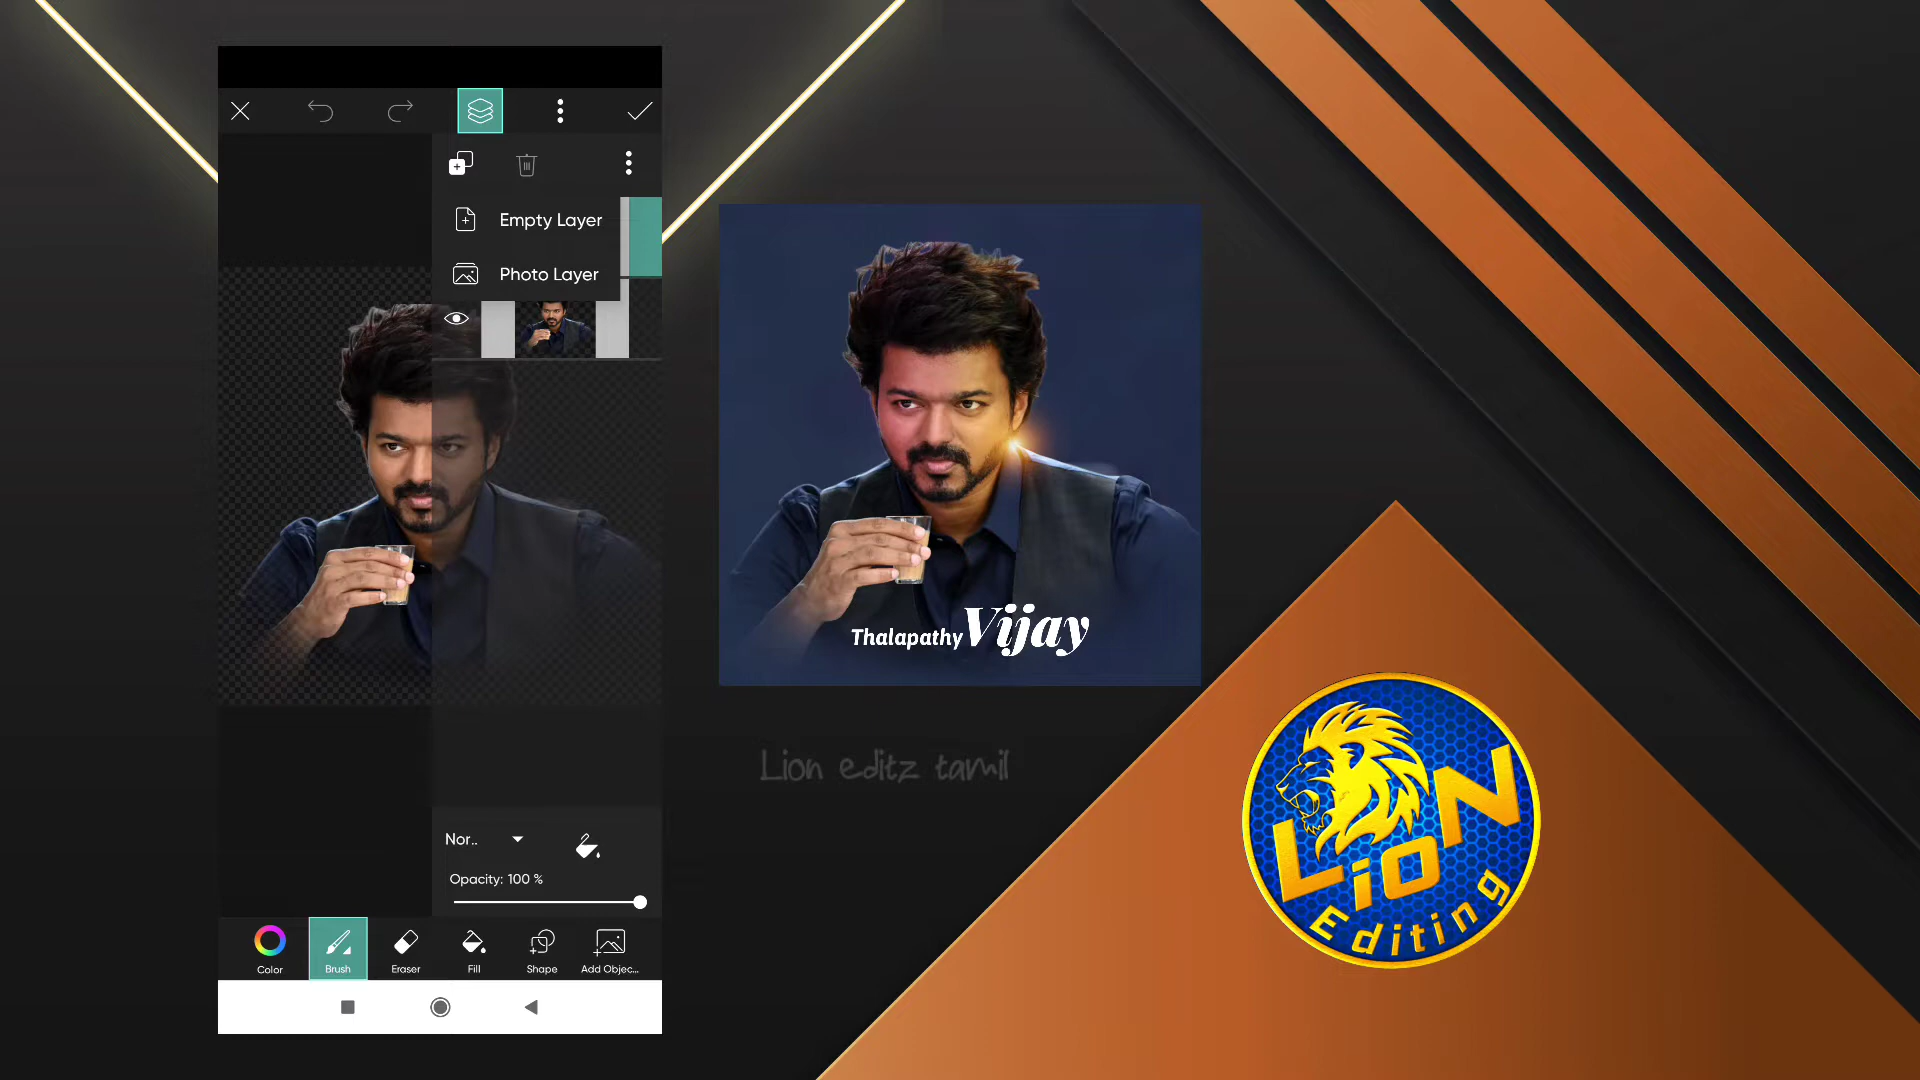 Empty Layer
Photo Layer
Nor..
Opacity: 100 %
Color
Brush
Eraser
Fill
Shape
Add Objec...
Thalapathy Vijay
Lion editz tamil
LiON
Editing